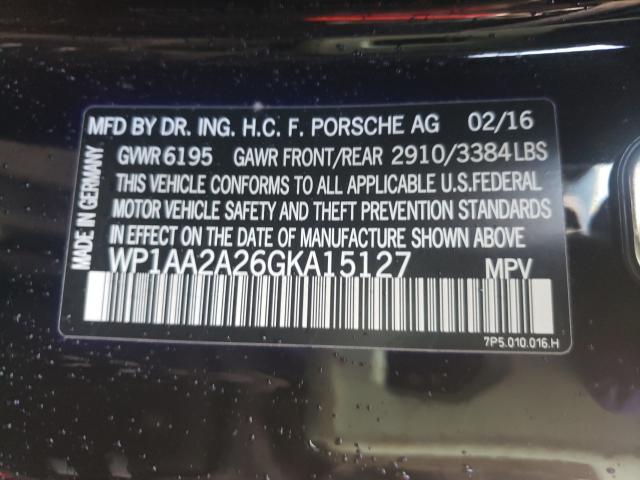 MFD BY DR. ING. H.C. F. PORSCHE AG 02/16
GVWR 6195 GAWR FRONT/REAR 2910/3384 LBS
THIS VEHICLE CONFORMS TO ALL APPLICABLE U.S.FEDERAL
MOTOR VEHICLE SAFETY AND THEFT PREVENTION STANDARDS
IN EFFECT ON THE DATE OF MANUFACTURE SHOWN ABOVE
WP1AA2A26GKA15127 MPV
7P5.010.016.H
MADE IN GERMANY